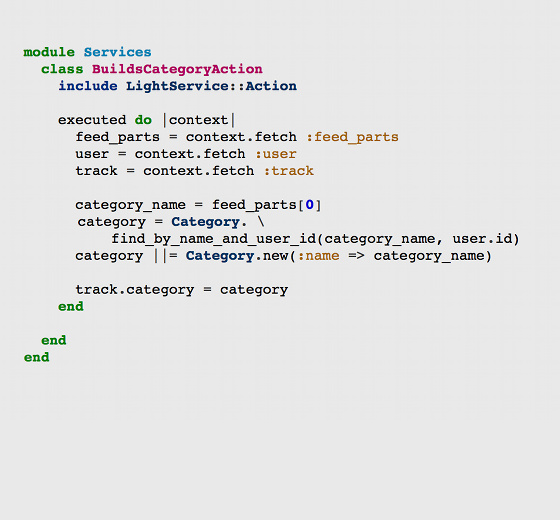 module Services
  class BuildsCategoryAction
    include LightService::Action

    executed do |context|
      feed_parts = context.fetch :feed_parts
      user = context.fetch :user
      track = context.fetch :track

      category_name = feed_parts[0]
      category = Category. \
          find_by_name_and_user_id(category_name, user.id)
      category ||= Category.new(:name => category_name)

      track.category = category
    end

  end
end